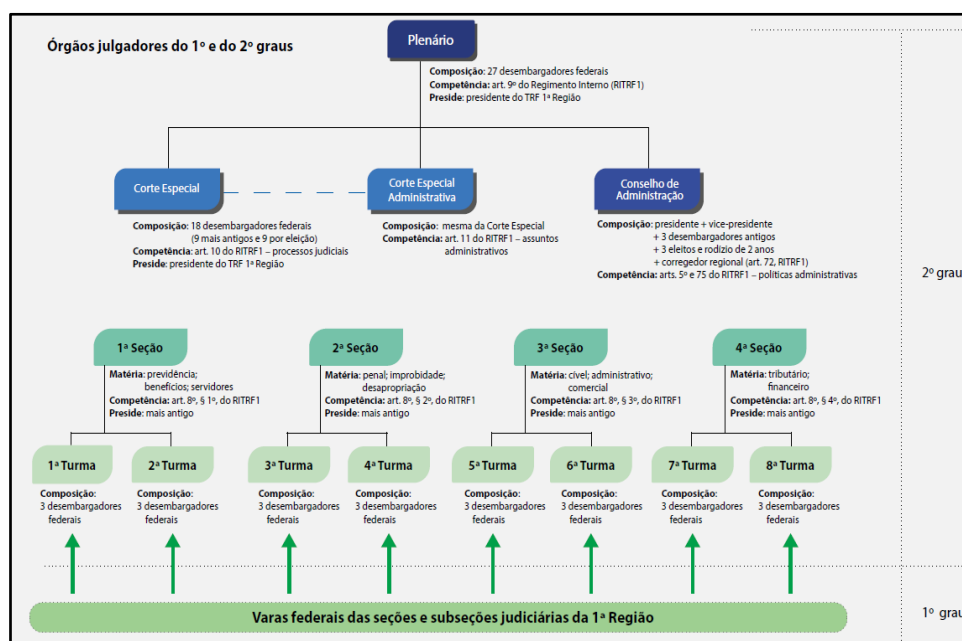 Órgãos julgadores do 1º e do 2º graus
Plenário
Composição: 27 desembargadores federais
Competência: art. 9º do Regimento Interno (RITRF1)
Preside: presidente do TRF 1ª Região
Corte Especial
Composição: 18 desembargadores federais
(9 mais antigos e 9 por eleição)
Competência: art. 10 do RITRF1 – processos judiciais
Preside: presidente do TRF 1ª Região
Corte Especial
Administrativa
Composição: mesma da Corte Especial
Competência: art. 11 do RITRF1 – assuntos
administrativos
Conselho de
Administração
Composição: presidente + vice-presidente
+ 3 desembargadores antigos
+ 3 eleitos e rodízio de 2 anos
+ corregedor regional (art. 72, RITRF1)
Competência: arts. 5º e 75 do RITRF1 – políticas administrativas
2º grau
1ª Seção
Matéria: previdência;
benefícios; servidores
Competência: art. 8º, § 1º, do RITRF1
Preside: mais antigo
2ª Seção
Matéria: penal; improbidade;
desapropriação
Competência: art. 8º, § 2º, do RITRF1
Preside: mais antigo
3ª Seção
Matéria: cível; administrativo;
comercial
Competência: art. 8º, § 3º, do RITRF1
Preside: mais antigo
4ª Seção
Matéria: tributário;
financeiro
Competência: art. 8º, § 4º, do RITRF1
Preside: mais antigo
1ª Turma
Composição:
3 desembargadores
federais
2ª Turma
Composição:
3 desembargadores
federais
3ª Turma
Composição:
3 desembargadores
federais
4ª Turma
Composição:
3 desembargadores
federais
5ª Turma
Composição:
3 desembargadores
federais
6ª Turma
Composição:
3 desembargadores
federais
7ª Turma
Composição:
3 desembargadores
federais
8ª Turma
Composição:
3 desembargadores
federais
Varas federais das seções e subseções judiciárias da 1ª Região
1º grau